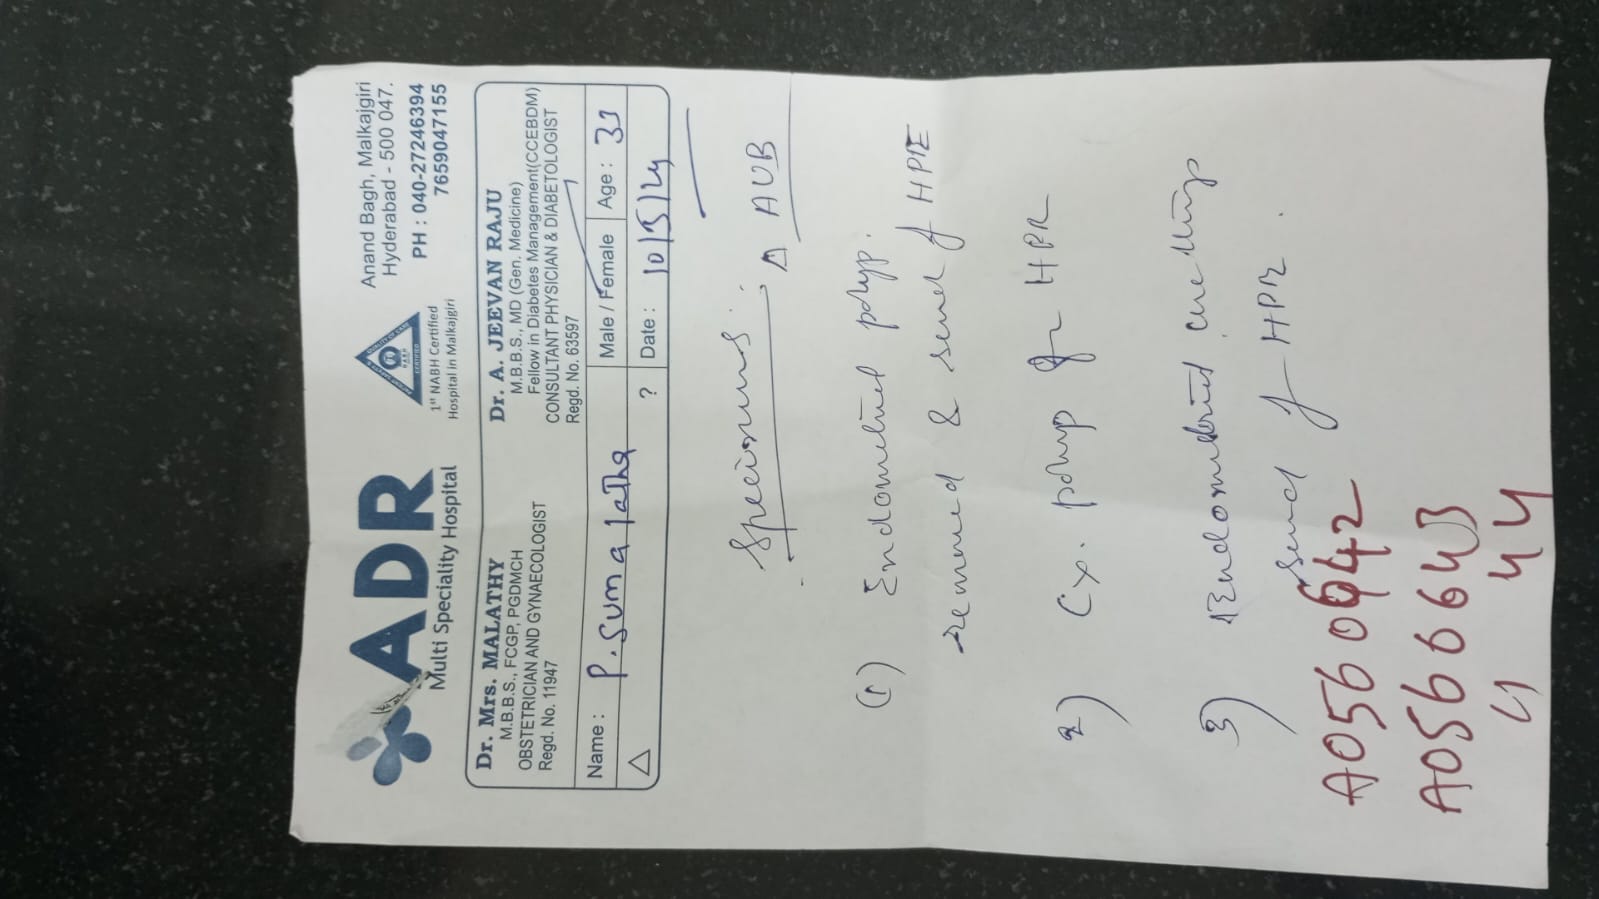 ADR
Multi Speciality Hospital
1st NABH Certified
Hospital in Malkajgiri
Anand Bagh, Malkajgiri
Hyderabad - 500 047.
PH : 040-27246394
7659047155
Dr. Mrs. MALATHY
M.B.B.S., FCGP, PGDMCH
OBSTETRICIAN AND GYNAECOLOGIST
Regd. No. 11947
Dr. A. JEEVAN RAJU
M.B.B.S., MD (Gen. Medicine)
Fellow in Diabetes Management(CCEBDM)
CONSULTANT PHYSICIAN & DIABETOLOGIST
Regd. No. 63597
Name : P. Suma latha Male / Female Age : 33
△ ? Date : 10/5/24
Specimens :
△ AUB
(1) Endometrial polyp.
removed & send for HPE
2) Cx. polyp for HPR
3) Endometrial curettings
send for HPR.
A0560642
A0560643
44